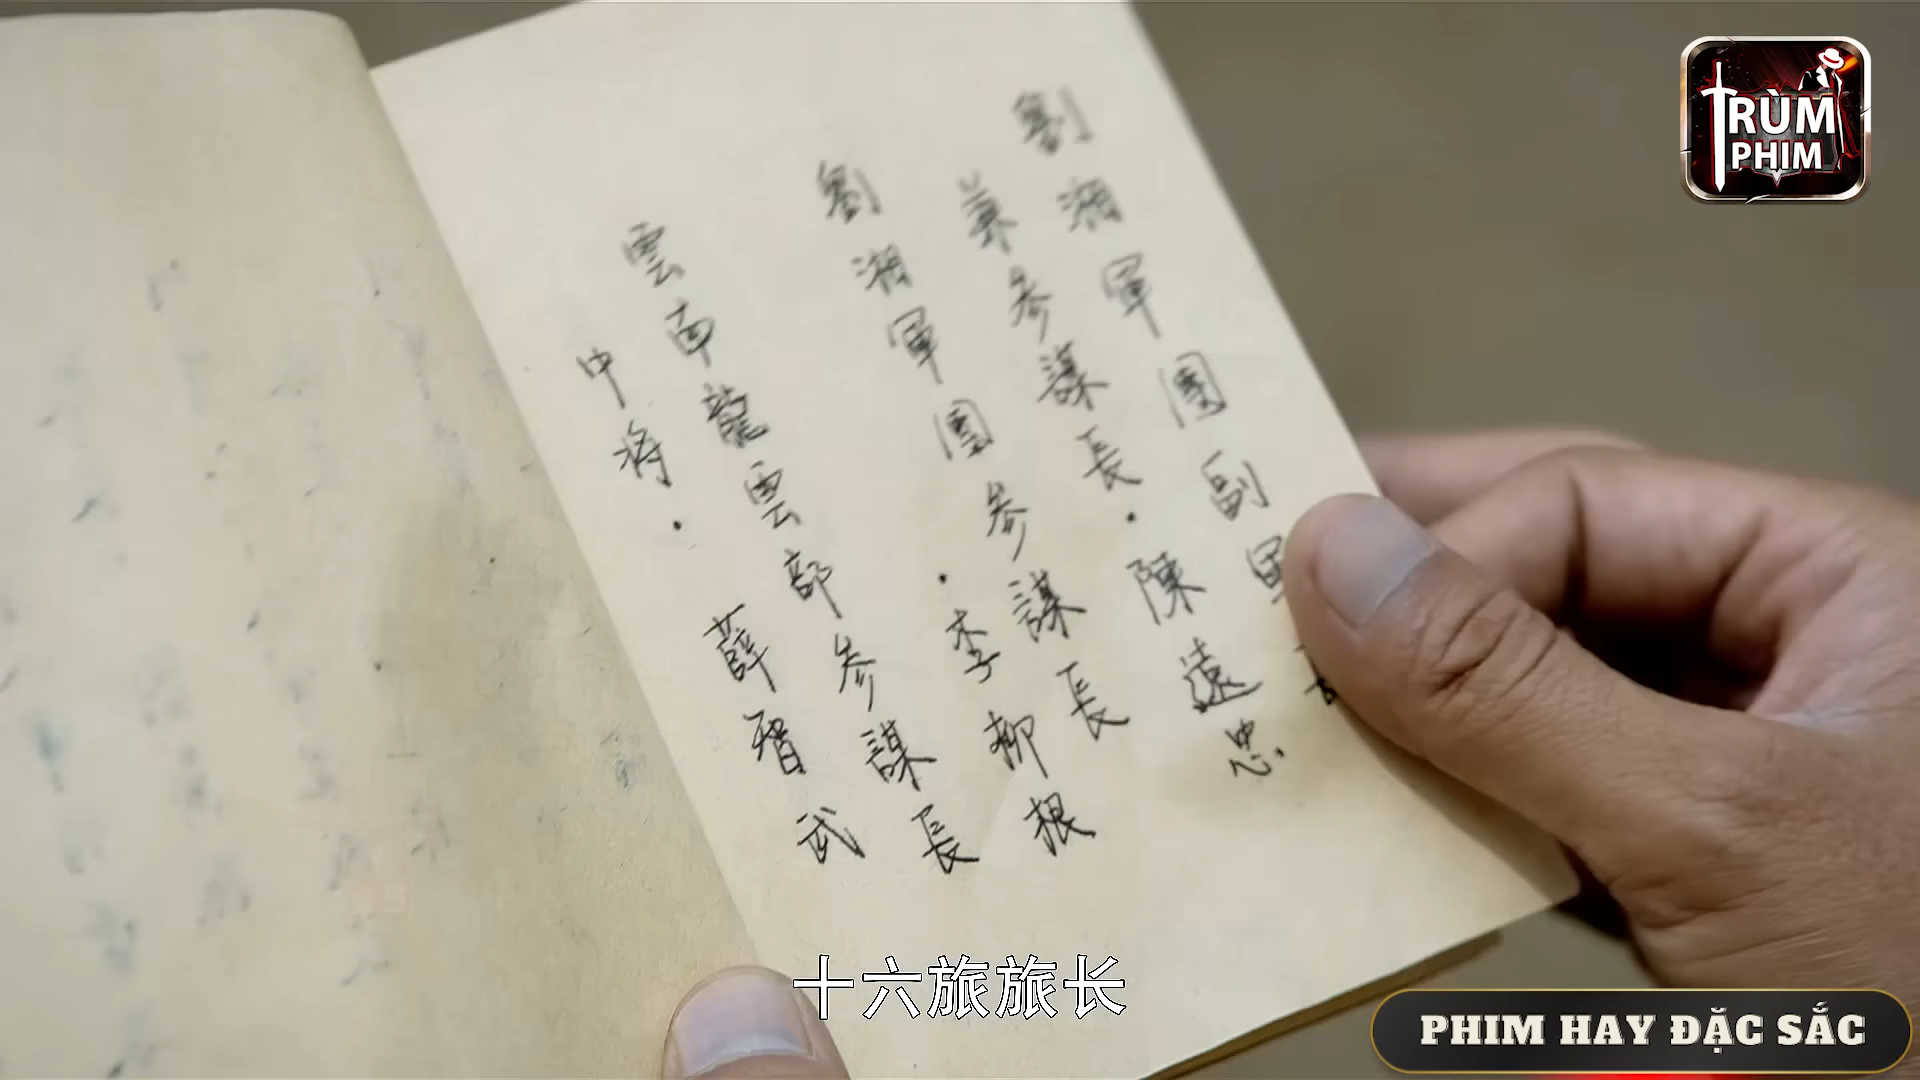 劉湘軍團副軍
兼參謀長·陳遠忠
劉湘軍團參謀長
·李柳根
雲南龍雲部參謀長
中將·薛智武
十六旅旅长
TRÙM
PHIM
PHIM HAY ĐẶC SẮC